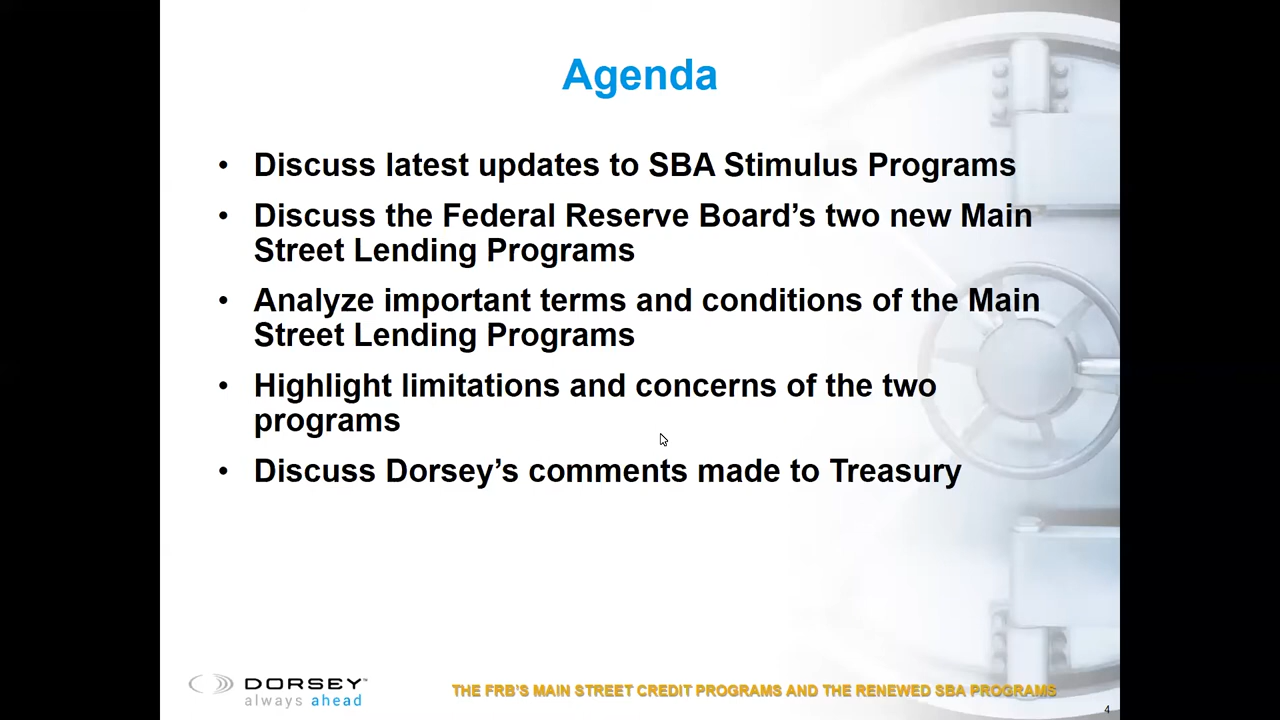 Agenda
• Discuss latest updates to SBA Stimulus Programs
• Discuss the Federal Reserve Board’s two new Main
Street Lending Programs
• Analyze important terms and conditions of the Main
Street Lending Programs
• Highlight limitations and concerns of the two
programs
• Discuss Dorsey’s comments made to Treasury
DORSEY™
always ahead
THE FRB’S MAIN STREET CREDIT PROGRAMS AND THE RENEWED SBA PROGRAMS
4